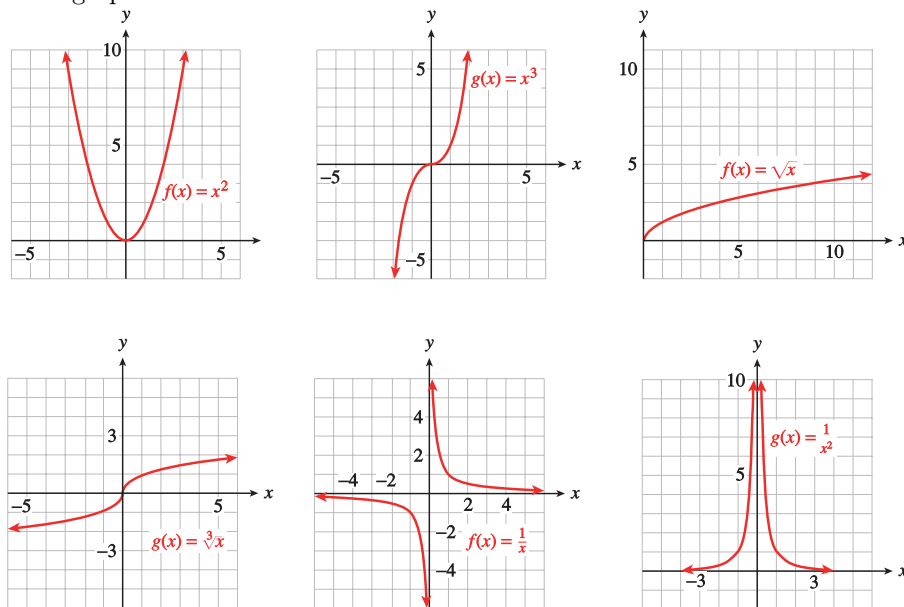 y
10
5
f(x) = x²
−5
5
y
5
g(x) = x³
x
−5
5
−5
y
10
5
f(x) = √x
x
5
10
y
3
x
−5
5
g(x) = ∛x
−3
y
4
2
−4
−2
x
2
4
−2
f(x) = 1/x
−4
y
10
g(x) = 1/x²
5
x
−3
3